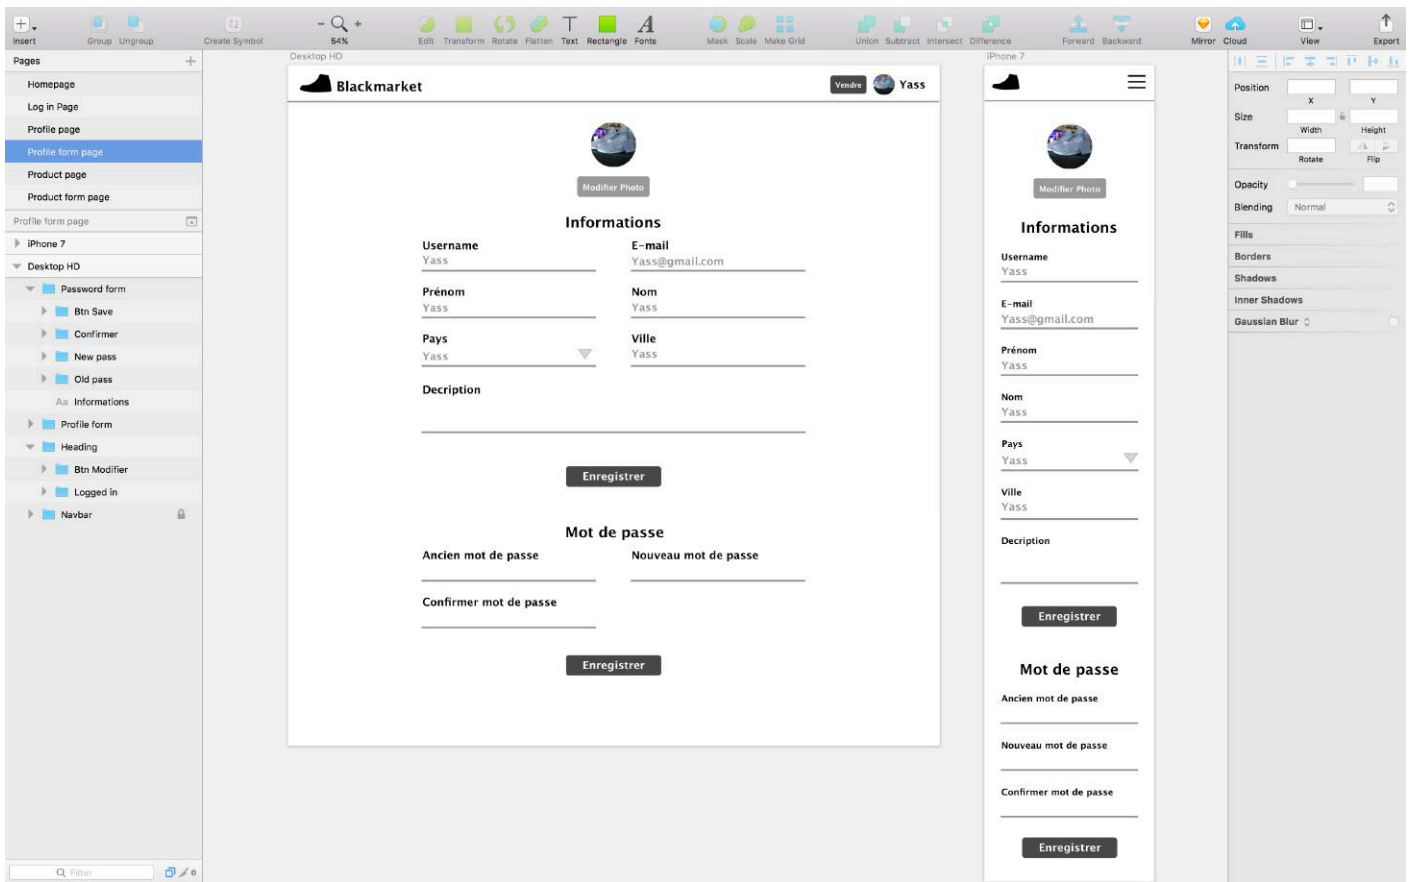 Insert Group Ungroup Create Symbol 54% Edit Transform Rotate Flatten Text Rectangle Fonts Mask Scale Make Grid Union Subtract Intersect Difference Forward Backward Mirror Cloud View Export
Pages
Homepage
Log in Page
Profile page
Profile form page
Product page
Product form page
Profile form page
iPhone 7
Desktop HD
Password form
Btn Save
Confirmer
New pass
Old pass
Aa Informations
Profile form
Heading
Btn Modifier
Logged in
Navbar
Filter
0
Desktop HD
Blackmarket
Vendre
Yass
Modifier Photo
Informations
Username E-mail
Yass Yass@gmail.com
Prénom Nom
Yass Yass
Pays Ville
Yass Yass
Decription
Enregistrer
Mot de passe
Ancien mot de passe Nouveau mot de passe
Confirmer mot de passe
Enregistrer
iPhone 7
Modifier Photo
Informations
Username
Yass
E-mail
Yass@gmail.com
Prénom
Yass
Nom
Yass
Pays
Yass
Ville
Yass
Decription
Enregistrer
Mot de passe
Ancien mot de passe
Nouveau mot de passe
Confirmer mot de passe
Enregistrer
Position
X Y
Size
Width Height
Transform
Rotate Flip
Opacity
Blending Normal
Fills
Borders
Shadows
Inner Shadows
Gaussian Blur